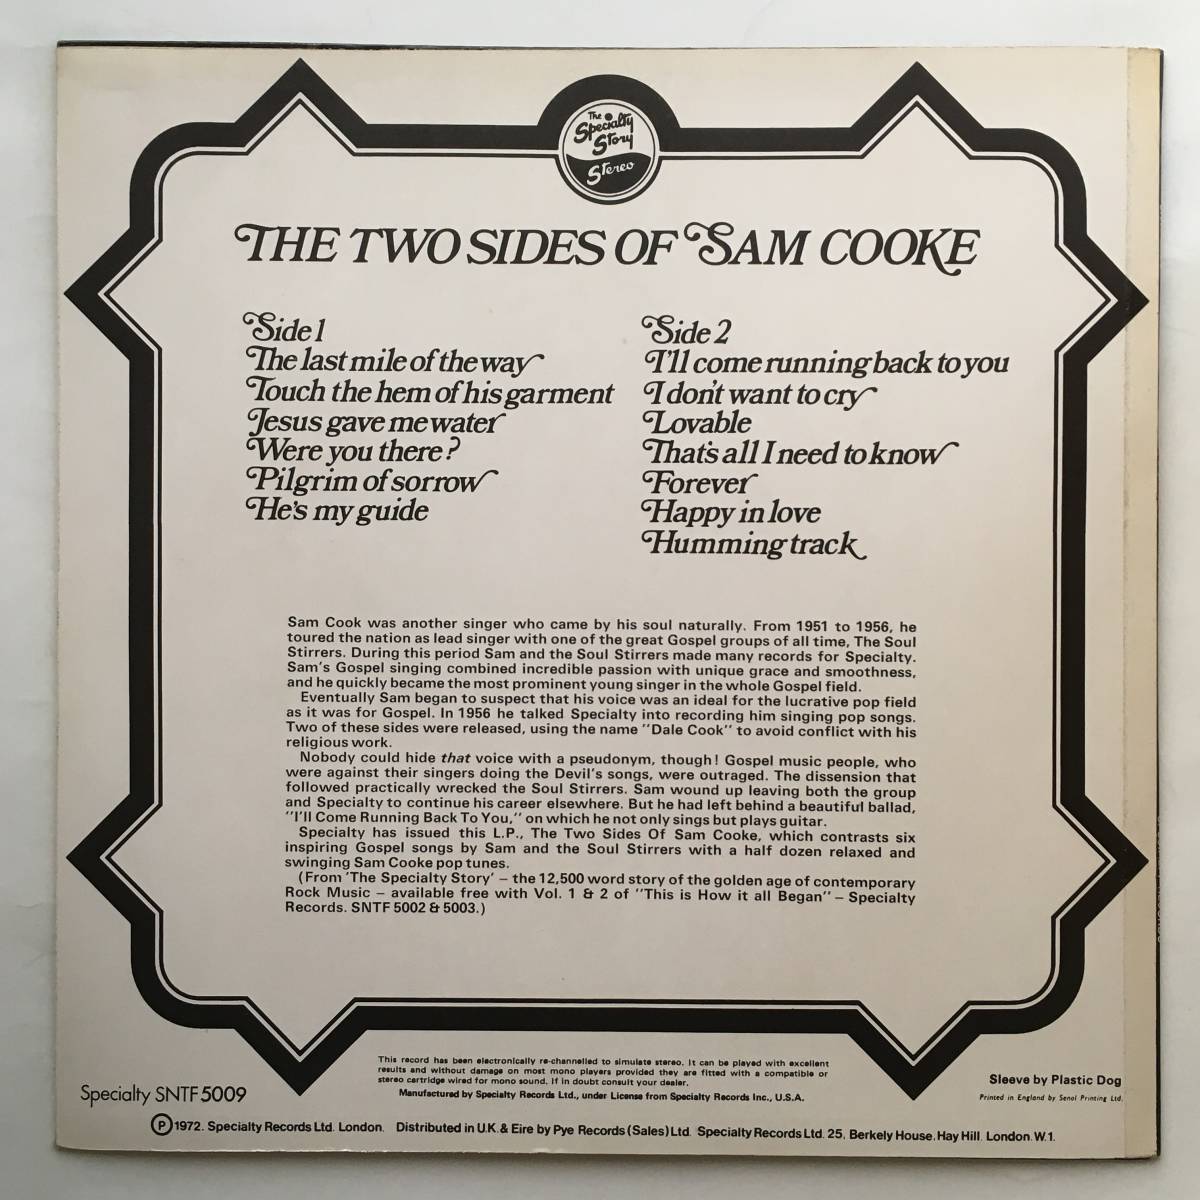 The
Specialty
Story
Stereo
THE TWO SIDES OF SAM COOKE
Side 1
The last mile of the way
Touch the hem of his garment
Jesus gave me water
Were you there?
Pilgrim of sorrow
He's my guide
Side 2
I'll come running back to you
I don't want to cry
Lovable
That's all I need to know
Forever
Happy in love
Humming track
Sam Cook was another singer who came by his soul naturally. From 1951 to 1956, he
toured the nation as lead singer with one of the great Gospel groups of all time, The Soul
Stirrers. During this period Sam and the Soul Stirrers made many records for Specialty.
Sam's Gospel singing combined incredible passion with unique grace and smoothness,
and he quickly became the most prominent young singer in the whole Gospel field.
Eventually Sam began to suspect that his voice was an ideal for the lucrative pop field
as it was for Gospel. In 1956 he talked Specialty into recording him singing pop songs.
Two of these sides were released, using the name "Dale Cook" to avoid conflict with his
religious work.
Nobody could hide that voice with a pseudonym, though! Gospel music people, who
were against their singers doing the Devil's songs, were outraged. The dissension that
followed practically wrecked the Soul Stirrers. Sam wound up leaving both the group
and Specialty to continue his career elsewhere. But he had left behind a beautiful ballad,
"I'll Come Running Back To You," on which he not only sings but plays guitar.
Specialty has issued this L.P., The Two Sides Of Sam Cooke, which contrasts six
inspiring Gospel songs by Sam and the Soul Stirrers with a half dozen relaxed and
swinging Sam Cooke pop tunes.
(From 'The Specialty Story' – the 12,500 word story of the golden age of contemporary
Rock Music – available free with Vol. 1 & 2 of "This is How it all Began" – Specialty
Records. SNTF 5002 & 5003.)
This record has been electronically re-channelled to simulate stereo. It can be played with excellent
results and without damage on most mono players provided they are fitted with a compatible or
stereo cartridge wired for mono sound. If in doubt consult your dealer.
Manufactured by Specialty Records Ltd., under License from Specialty Records Inc., U.S.A.
Specialty SNTF 5009
Sleeve by Plastic Dog
Printed in England by Senol Printing Ltd.
Ⓟ 1972. Specialty Records Ltd. London. Distributed in U.K. & Eire by Pye Records (Sales) Ltd. Specialty Records Ltd. 25, Berkely House, Hay Hill. London. W.1.